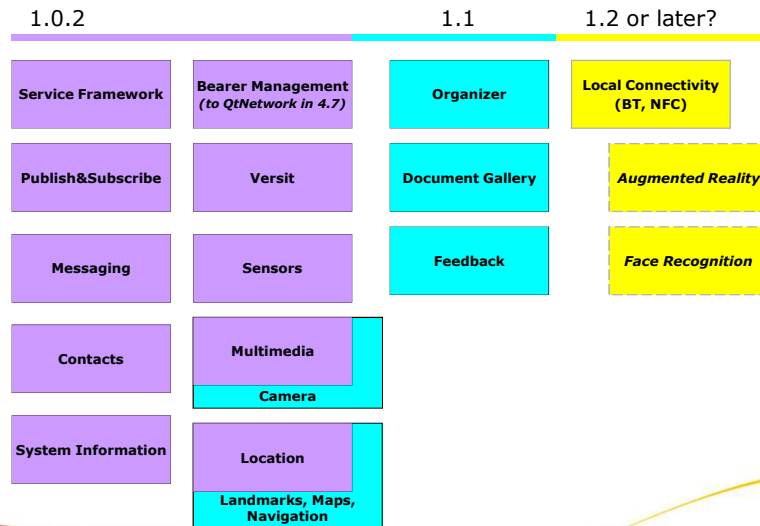 1.0.2
1.1
1.2 or later?
Service Framework
Bearer Management
(to QtNetwork in 4.7)
Organizer
Local Connectivity
(BT, NFC)
Publish&Subscribe
Versit
Document Gallery
Augmented Reality
Messaging
Sensors
Feedback
Face Recognition
Contacts
Multimedia
Camera
System Information
Location
Landmarks, Maps,
Navigation